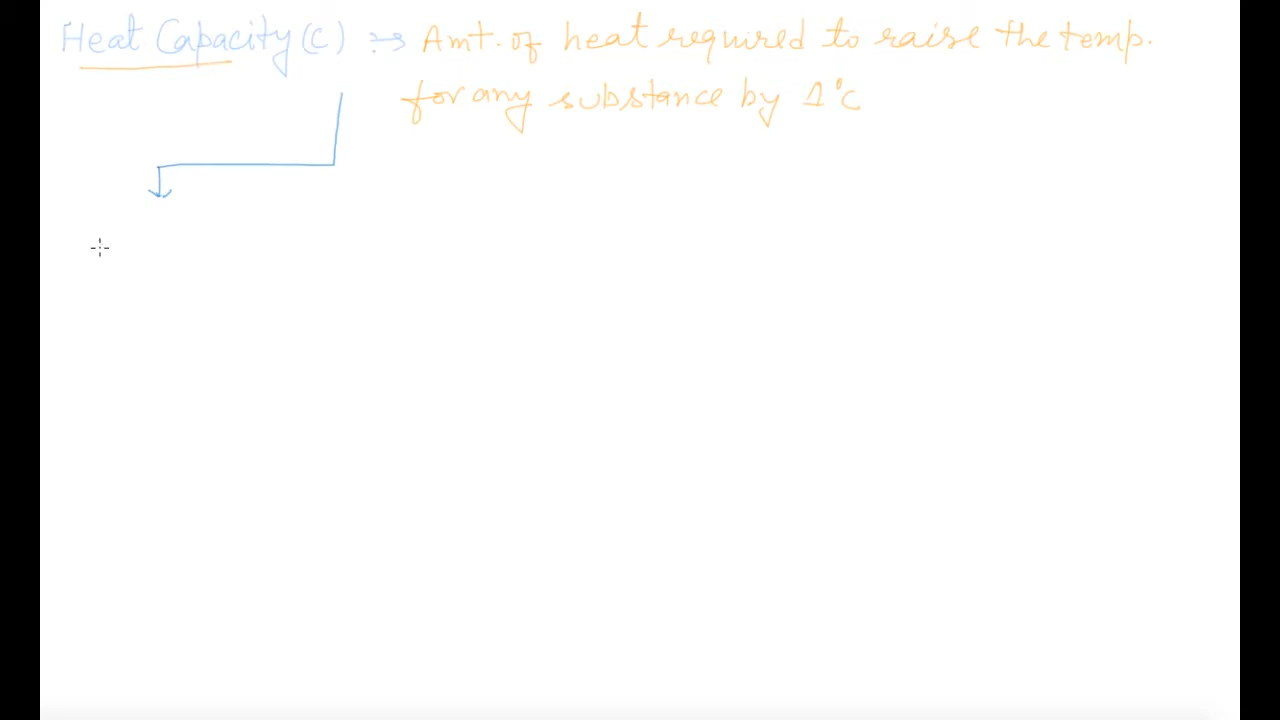 Heat Capacity (C) :→ Amt. of heat required to raise the temp.
for any substance by 1°C